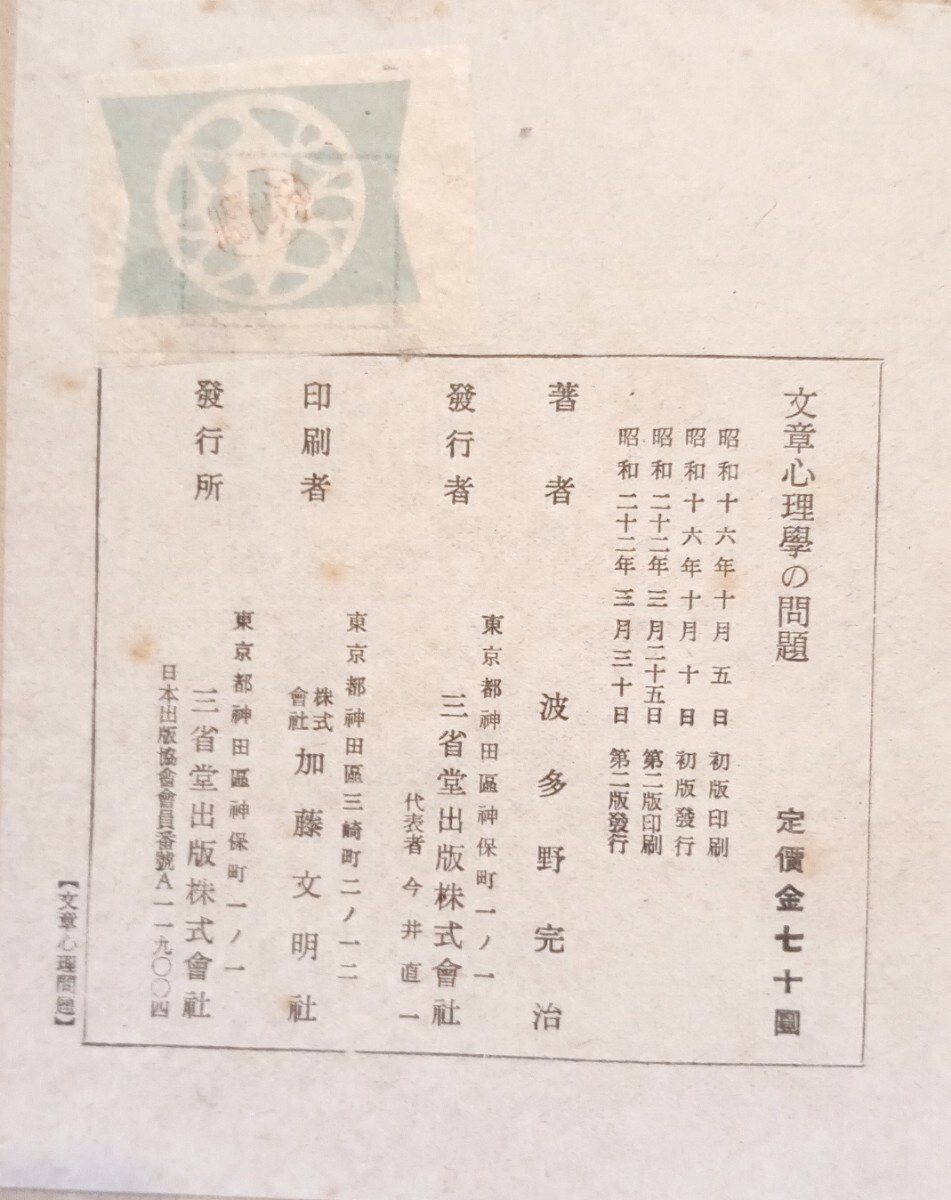 文章心理學の問題
定價金七十圓
昭和十六年十月五日初版印刷
昭和十六年十月十日初版發行
昭和二十二年三月二十五日第二版印刷
昭和二十二年三月三十日第二版發行
著者 波多野完治
發行者 東京都神田區神保町一ノ一
三省堂出版株式會社
代表者 今井直一
印刷者 東京都神田區三崎町二ノ一二
株式會社 加藤文明社
發行所 東京都神田區神保町一ノ一
三省堂出版株式會社
日本出版協會會員番號A一一九〇〇四
【文章心理問題】